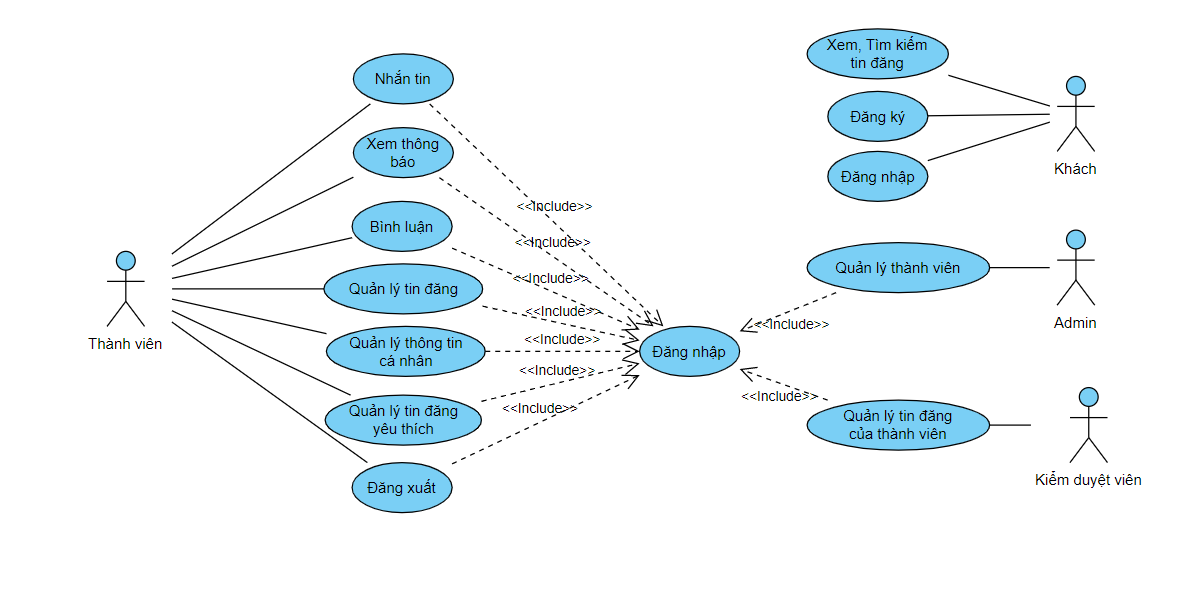 Nhắn tin
Xem thông
báo
Bình luận
Quản lý tin đăng
Quản lý thông tin
cá nhân
Quản lý tin đăng
yêu thích
Đăng xuất
Thành viên
<<Include>>
<<Include>>
<<Include>>
<<Include>>
<<Include>>
<<Include>>
<<Include>>
Đăng nhập
<<Include>>
<<Include>>
Xem, Tìm kiếm
tin đăng
Đăng ký
Đăng nhập
Khách
Quản lý thành viên
Admin
Quản lý tin đăng
của thành viên
Kiểm duyệt viên